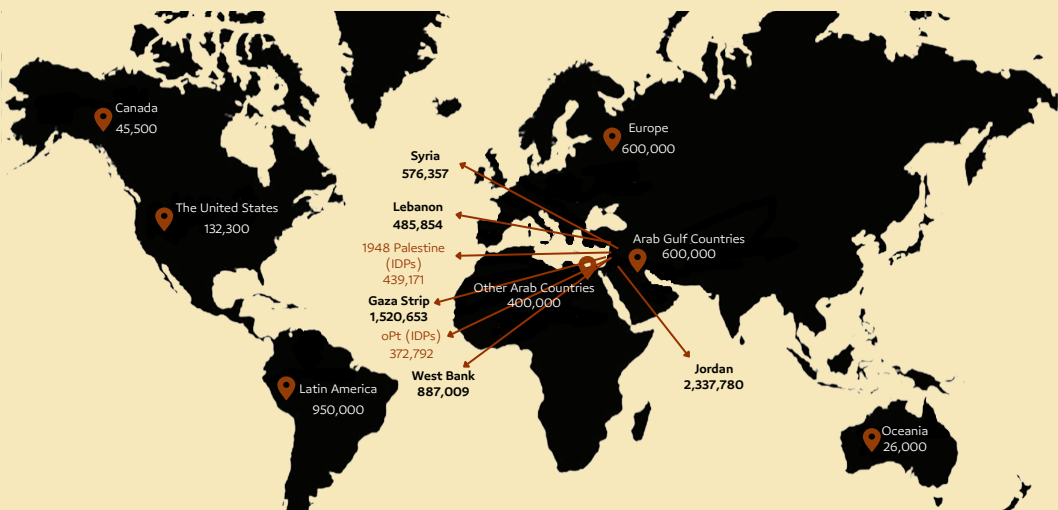 Canada
45,500
The United States
132,300
Syria
576,357
Lebanon
485,854
1948 Palestine
(IDPs)
439,171
Gaza Strip
1,520,653
oPt (IDPs)
372,792
West Bank
887,009
Europe
600,000
Arab Gulf Countries
600,000
Other Arab Countries
400,000
Jordan
2,337,780
Latin America
950,000
Oceania
26,000